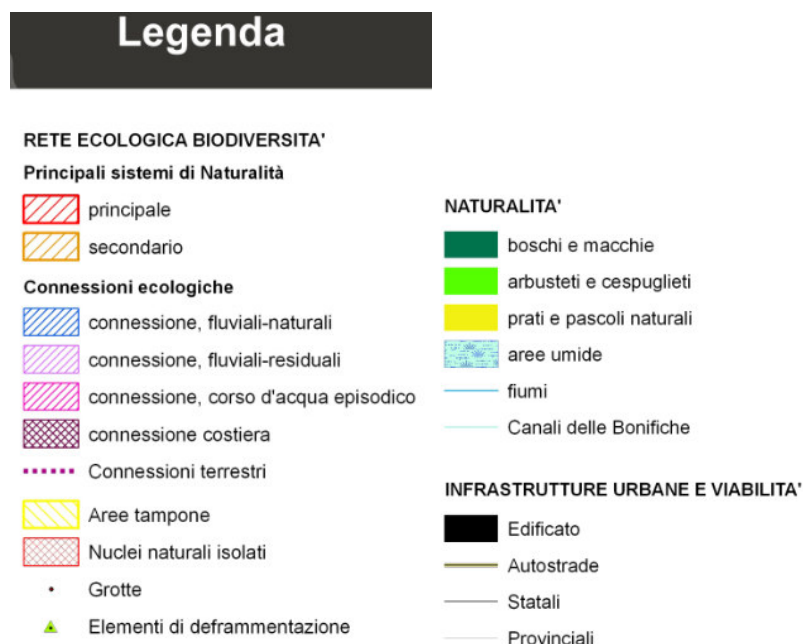 Legenda
RETE ECOLOGICA BIODIVERSITA'
Principali sistemi di Naturalità
principale
secondario
Connessioni ecologiche
connessione, fluviali-naturali
connessione, fluviali-residuali
connessione, corso d'acqua episodico
connessione costiera
Connessioni terrestri
Aree tampone
Nuclei naturali isolati
Grotte
Elementi di deframmentazione
NATURALITA'
boschi e macchie
arbusteti e cespuglieti
prati e pascoli naturali
aree umide
fiumi
Canali delle Bonifiche
INFRASTRUTTURE URBANE E VIABILITA'
Edificato
Autostrade
Statali
Provinciali